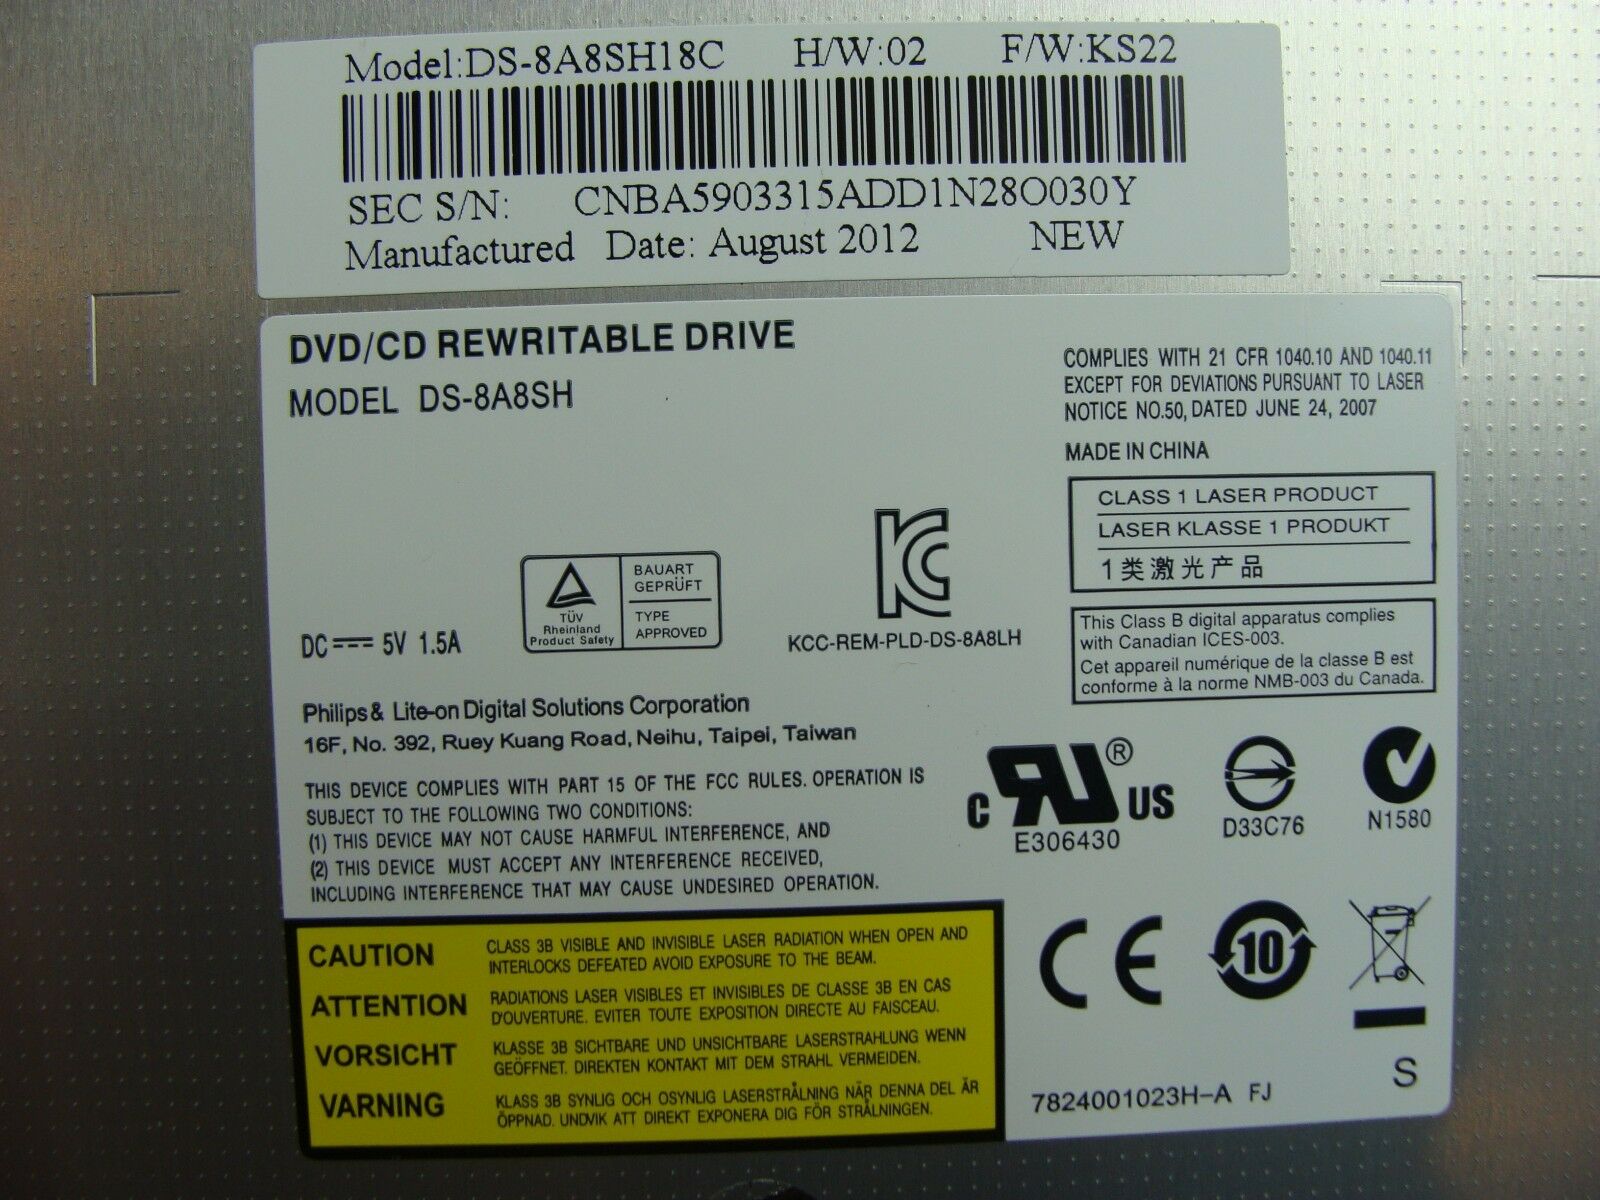 Model:DS-8A8SH18C H/W:02 F/W:KS22
SEC S/N: CNBA5903315ADD1N28O030Y
Manufactured Date: August 2012 NEW
DVD/CD REWRITABLE DRIVE
MODEL DS-8A8SH
COMPLIES WITH 21 CFR 1040.10 AND 1040.11
EXCEPT FOR DEVIATIONS PURSUANT TO LASER
NOTICE NO.50, DATED JUNE 24, 2007
MADE IN CHINA
CLASS 1 LASER PRODUCT
LASER KLASSE 1 PRODUKT
1类激光产品
This Class B digital apparatus complies
with Canadian ICES-003.
Cet appareil numérique de la classe B est
conforme à la norme NMB-003 du Canada.
DC 5V 1.5A
TÜV
Rheinland
Product Safety
BAUART
GEPRÜFT
TYPE
APPROVED
KC
KCC-REM-PLD-DS-8A8LH
Philips & Lite-on Digital Solutions Corporation
16F, No. 392, Ruey Kuang Road, Neihu, Taipei, Taiwan
THIS DEVICE COMPLIES WITH PART 15 OF THE FCC RULES. OPERATION IS
SUBJECT TO THE FOLLOWING TWO CONDITIONS:
(1) THIS DEVICE MAY NOT CAUSE HARMFUL INTERFERENCE, AND
(2) THIS DEVICE MUST ACCEPT ANY INTERFERENCE RECEIVED,
INCLUDING INTERFERENCE THAT MAY CAUSE UNDESIRED OPERATION.
c RU ® US
E306430
D33C76
N1580
CE
10
S
7824001023H-A FJ
CAUTION
CLASS 3B VISIBLE AND INVISIBLE LASER RADIATION WHEN OPEN AND
INTERLOCKS DEFEATED AVOID EXPOSURE TO THE BEAM.
ATTENTION
RADIATIONS LASER VISIBLES ET INVISIBLES DE CLASSE 3B EN CAS
D'OUVERTURE. EVITER TOUTE EXPOSITION DIRECTE AU FAISCEAU.
VORSICHT
KLASSE 3B SICHTBARE UND UNSICHTBARE LASERSTRAHLUNG WENN
GEÖFFNET. DIREKTEN KONTAKT MIT DEM STRAHL VERMEIDEN.
VARNING
KLASS 3B SYNLIG OCH OSYNLIG LASERSTRÅLNING NÄR DENNA DEL ÄR
ÖPPNAD. UNDVIK ATT DIREKT EXPONERA DIG FÖR STRÅLNINGEN.